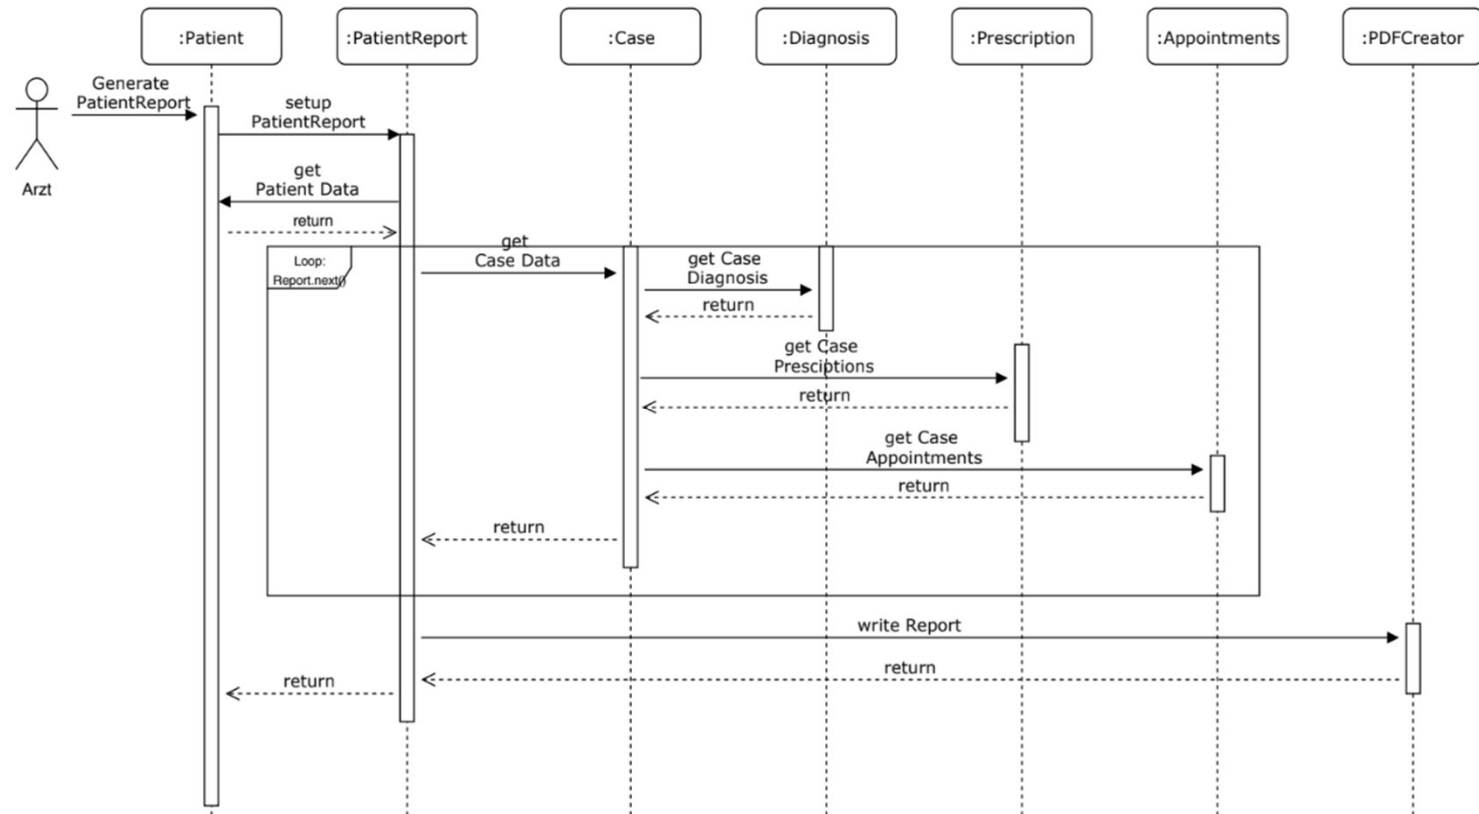 :Patient
:PatientReport
:Case
:Diagnosis
:Prescription
:Appointments
:PDFCreator
Arzt
Generate
PatientReport
setup
PatientReport
get
Patient Data
return
Loop:
Report.next()
get
Case Data
get Case
Diagnosis
return
get Case
Presciptions
return
get Case
Appointments
return
return
write Report
return
return